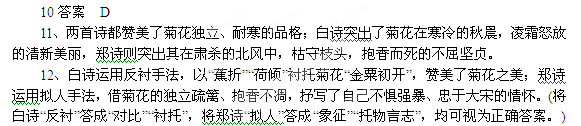 10 答案　D
11、两首诗都赞美了菊花独立、耐寒的品格；白诗突出了菊花在寒冷的秋晨，凌霜怒放
的清新美丽，郑诗则突出其在肃杀的北风中，枯守枝头，抱香而死的不屈坚贞。
12、白诗运用反衬手法，以“蕉折”“荷倾”衬托菊花“金粟初开”，赞美了菊花之美；郑诗
运用拟人手法，借菊花的独立疏篱、抱香不凋，抒写了自己不惧强暴、忠于大宋的情怀。(将
白诗“反衬”答成“对比”“衬托”，将郑诗“拟人”答成“象征”“托物言志”，均可视为正确答案。)